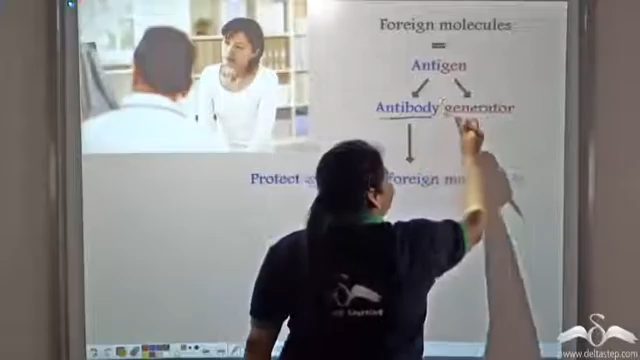 Foreign molecules
=
Antigen
Antibody generator
Protect Foreign
www.deltastep.com